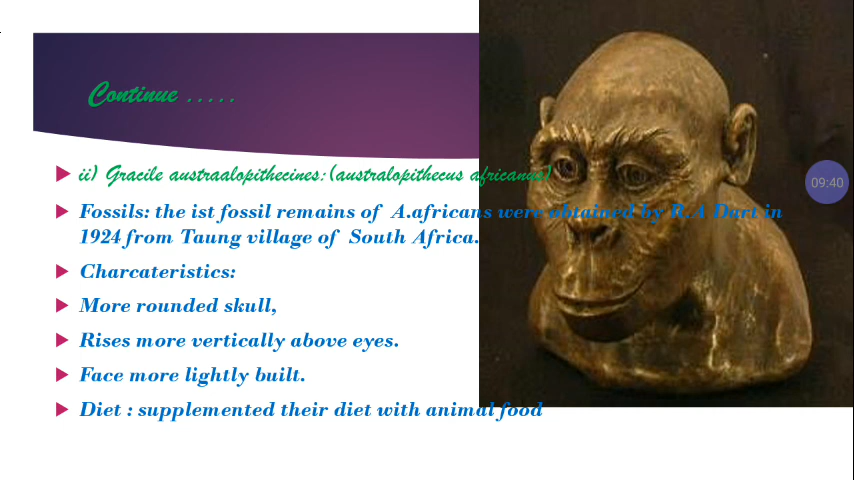 Continue .....
ii) Gracile austraalopithecines:(australopithecus africanus)
Fossils: the ist fossil remains of A.africans were obtained by R.A Dart in
1924 from Taung village of South Africa.
Charcateristics:
More rounded skull,
Rises more vertically above eyes.
Face more lightly built.
Diet : supplemented their diet with animal food
09:40